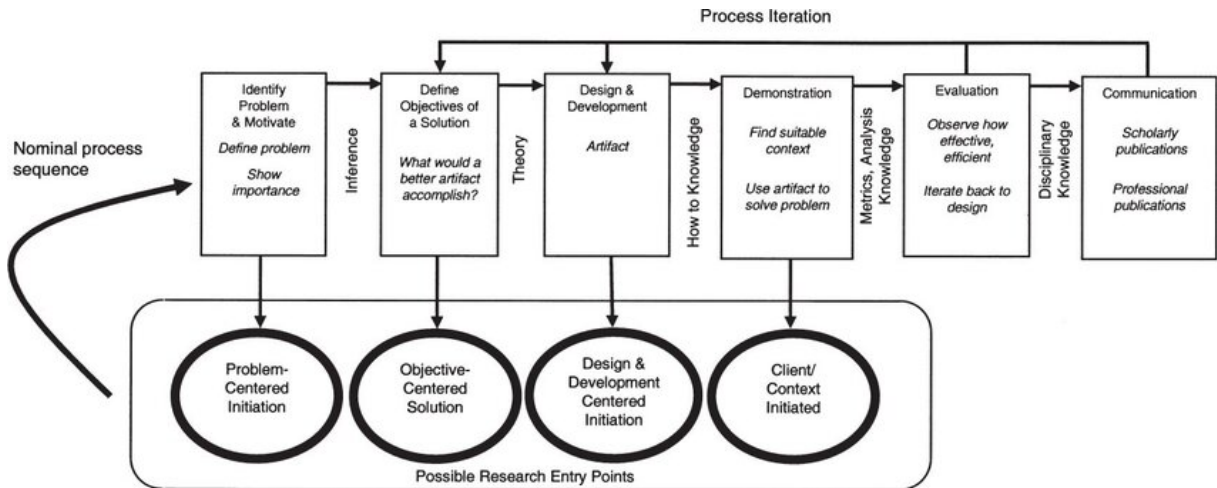 Process Iteration
Nominal process
sequence
Identify
Problem
& Motivate
Define problem
Show
importance
Inference
Define
Objectives of
a Solution
What would a
better artifact
accomplish?
Theory
Design &
Development
Artifact
How to Knowledge
Demonstration
Find suitable
context
Use artifact to
solve problem
Metrics, Analysis
Knowledge
Evaluation
Observe how
effective,
efficient
Iterate back to
design
Disciplinary
Knowledge
Communication
Scholarly
publications
Professional
publications
Problem-
Centered
Initiation
Objective-
Centered
Solution
Design &
Development
Centered
Initiation
Client/
Context
Initiated
Possible Research Entry Points